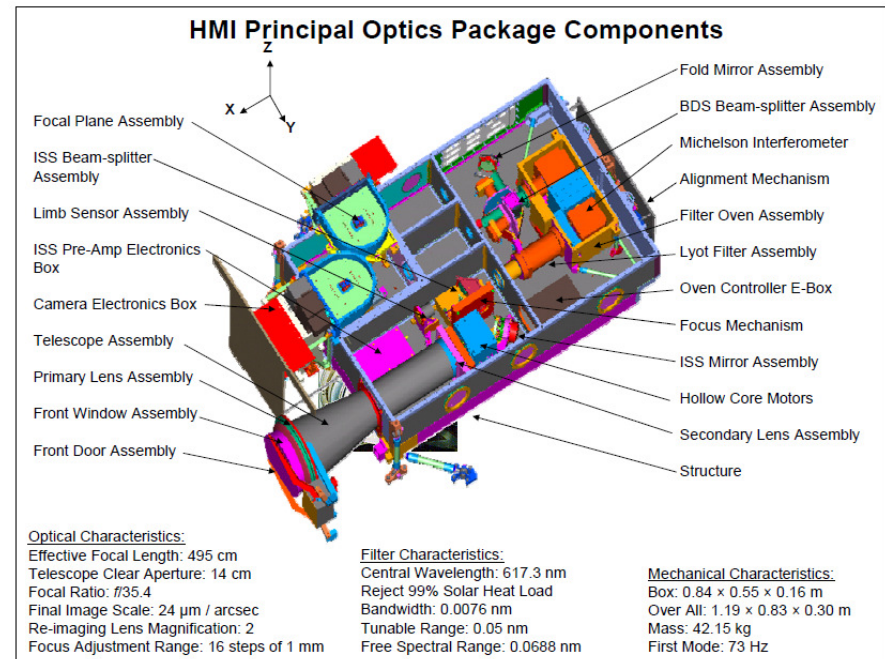 HMI Principal Optics Package Components
Z
X
Y
Focal Plane Assembly
ISS Beam-splitter
Assembly
Limb Sensor Assembly
ISS Pre-Amp Electronics
Box
Camera Electronics Box
Telescope Assembly
Primary Lens Assembly
Front Window Assembly
Front Door Assembly
Fold Mirror Assembly
BDS Beam-splitter Assembly
Michelson Interferometer
Alignment Mechanism
Filter Oven Assembly
Lyot Filter Assembly
Oven Controller E-Box
Focus Mechanism
ISS Mirror Assembly
Hollow Core Motors
Secondary Lens Assembly
Structure
Optical Characteristics:
Effective Focal Length: 495 cm
Telescope Clear Aperture: 14 cm
Focal Ratio: f/35.4
Final Image Scale: 24 µm / arcsec
Re-imaging Lens Magnification: 2
Focus Adjustment Range: 16 steps of 1 mm
Filter Characteristics:
Central Wavelength: 617.3 nm
Reject 99% Solar Heat Load
Bandwidth: 0.0076 nm
Tunable Range: 0.05 nm
Free Spectral Range: 0.0688 nm
Mechanical Characteristics:
Box: 0.84 × 0.55 × 0.16 m
Over All: 1.19 × 0.83 × 0.30 m
Mass: 42.15 kg
First Mode: 73 Hz